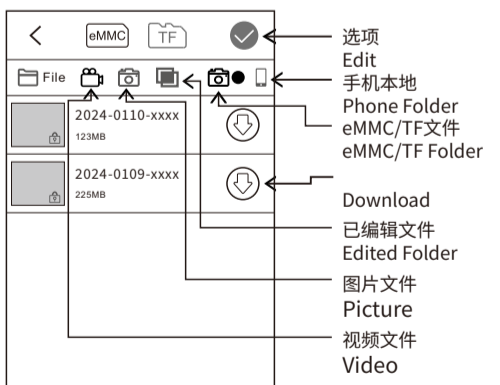 eMMC TF
选项
Edit
File
手机本地
Phone Folder
2024-0110-xxxx
123MB
eMMC/TF文件
eMMC/TF Folder
2024-0109-xxxx
225MB
Download
已编辑文件
Edited Folder
图片文件
Picture
视频文件
Video